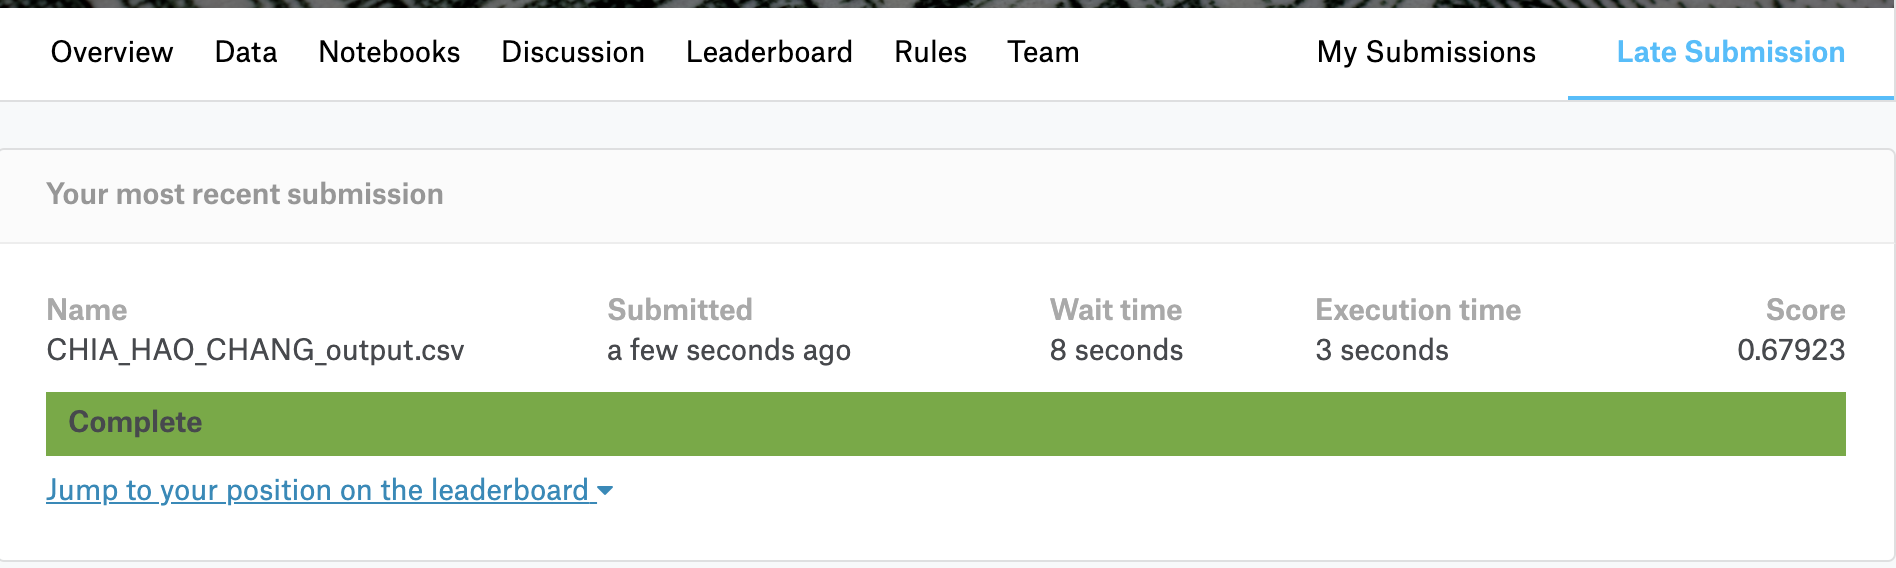 Overview Data Notebooks Discussion Leaderboard Rules Team My Submissions Late Submission
Your most recent submission
Name Submitted Wait time Execution time Score
CHIA_HAO_CHANG_output.csv a few seconds ago 8 seconds 3 seconds 0.67923
Complete
Jump to your position on the leaderboard